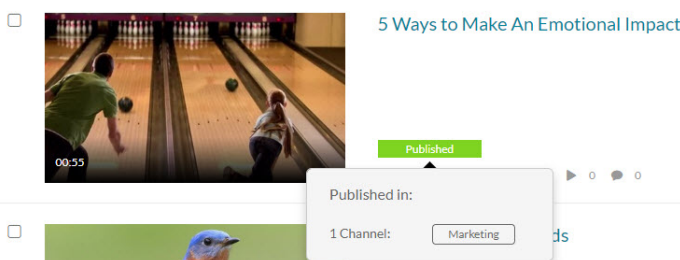 5 Ways to Make An Emotional Impact
00:55
Published
0 0
Published in:
1 Channel: Marketing
ds